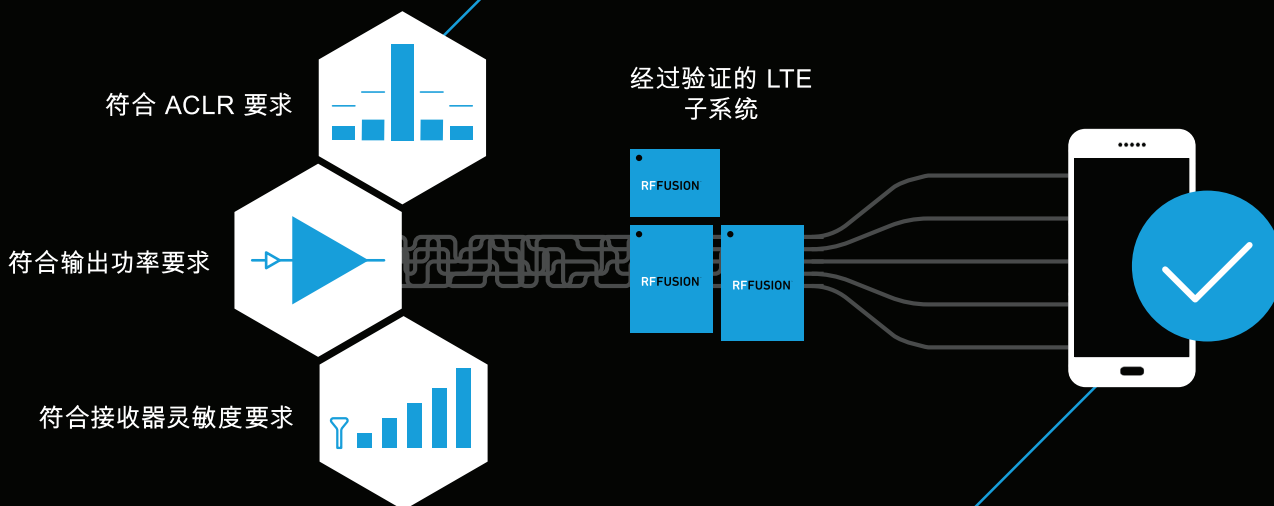 符合 ACLR 要求
符合输出功率要求
符合接收器灵敏度要求
经过验证的 LTE
子系统
RFFUSION
RFFUSION
RFFUSION